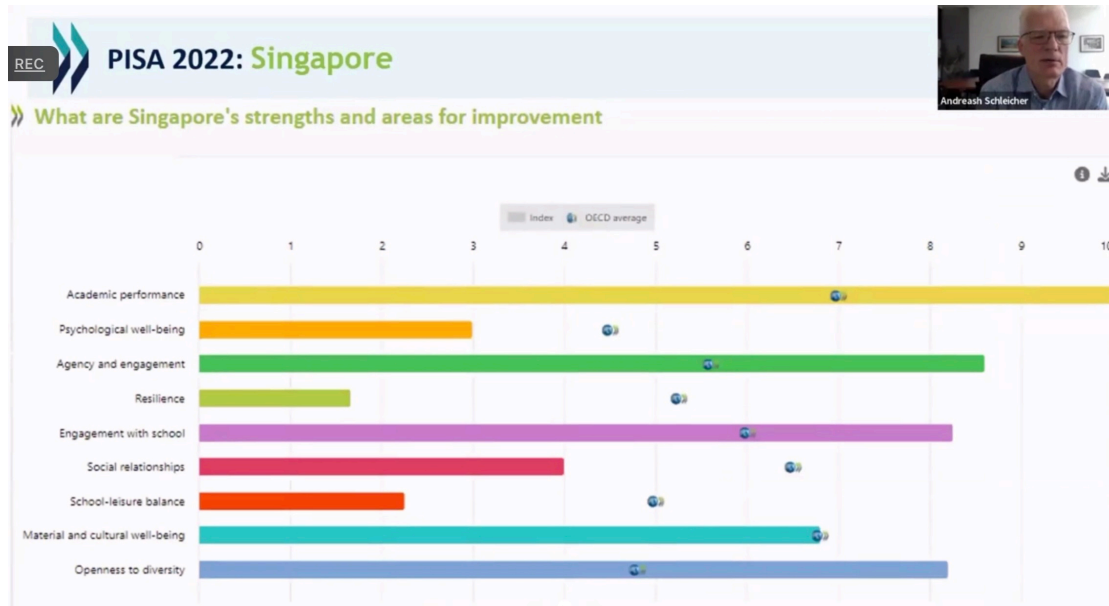 REC
PISA 2022: Singapore
Andreash Schleicher
What are Singapore's strengths and areas for improvement
Index OECD average
0 1 2 3 4 5 6 7 8 9 10
Academic performance
Psychological well-being
Agency and engagement
Resilience
Engagement with school
Social relationships
School-leisure balance
Material and cultural well-being
Openness to diversity